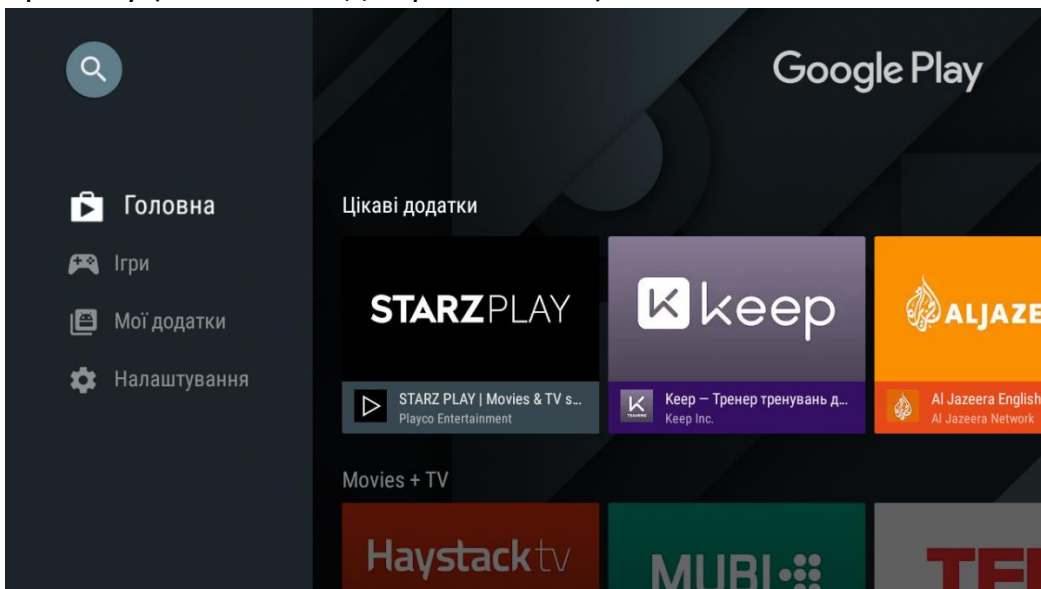 Google Play
Головна
Ігри
Мої додатки
Налаштування
Цікаві додатки
STARZPLAY
STARZ PLAY | Movies & TV s...
Playco Entertainment
keep
Keep – Тренер тренувань д...
Keep Inc.
ALJAZE
Al Jazeera English
Al Jazeera Network
Movies + TV
Haystack tv
MUBI